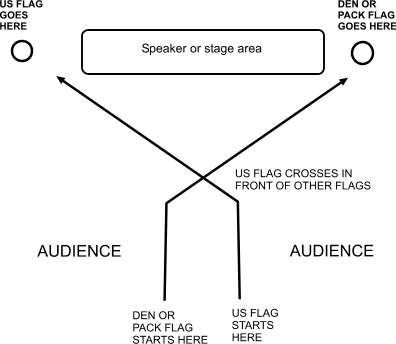 US FLAG
GOES
HERE
DEN OR
PACK FLAG
GOES HERE
Speaker or stage area
US FLAG CROSSES IN
FRONT OF OTHER FLAGS
AUDIENCE
AUDIENCE
DEN OR
PACK FLAG
STARTS HERE
US FLAG
STARTS
HERE